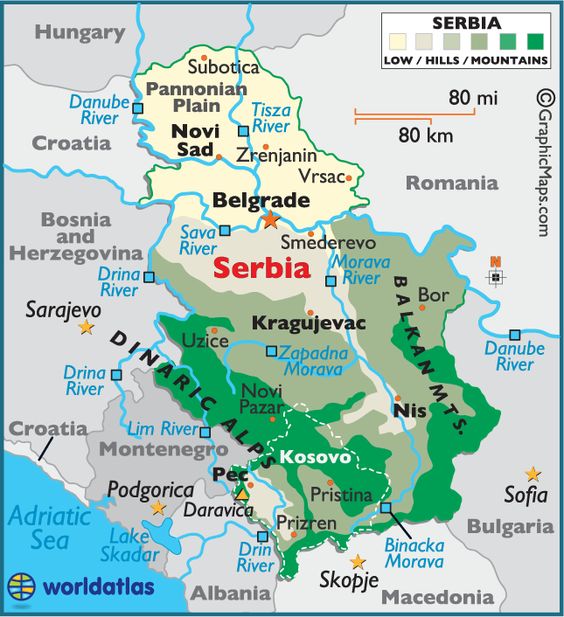 SERBIA
LOW / HILLS / MOUNTAINS
80 mi
80 km
© GraphicMaps.com
Hungary
Subotica
Pannonian
Plain
Danube
River
Tisza
River
Croatia
Novi
Sad
Zrenjanin
Vrsac
Romania
Belgrade
Bosnia
and
Herzegovina
Sava
River
Smederevo
Serbia
Morava
River
N
Drina
River
BALKAN MTS.
Bor
Sarajevo
Kragujevac
Uzice
Zapadna
Morava
Danube
River
DINARIC ALPS
Drina
River
Novi
Pazar
Nis
Croatia
Lim River
Montenegro
Kosovo
Pec
Pristina
Sofia
Podgorica
Daravica
Prizren
Bulgaria
Adriatic
Sea
Lake
Skadar
Drin
River
Binacka
Morava
Skopje
worldatlas
Albania
Macedonia